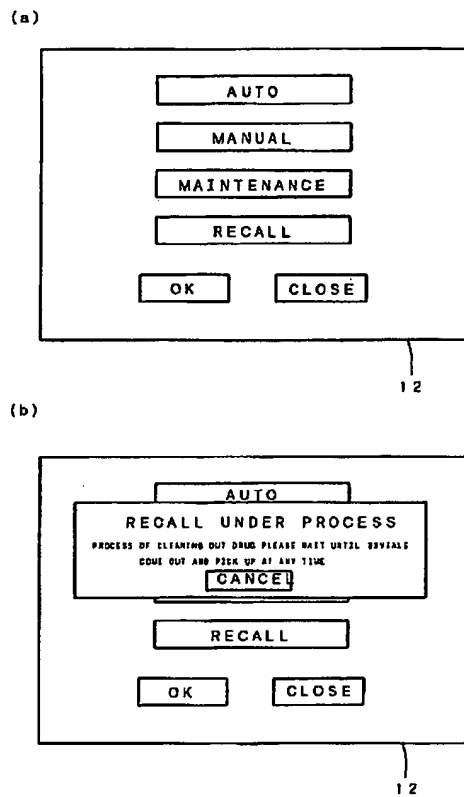 (a)
AUTO
MANUAL
MAINTENANCE
RECALL
OK CLOSE
12
(b)
AUTO
RECALL UNDER PROCESS
PROCESS OF CLEANING OUT DRUG PLEASE WAIT UNTIL
COME OUT AND PICK UP AT ANY TIME
CANCEL
RECALL
OK CLOSE
12